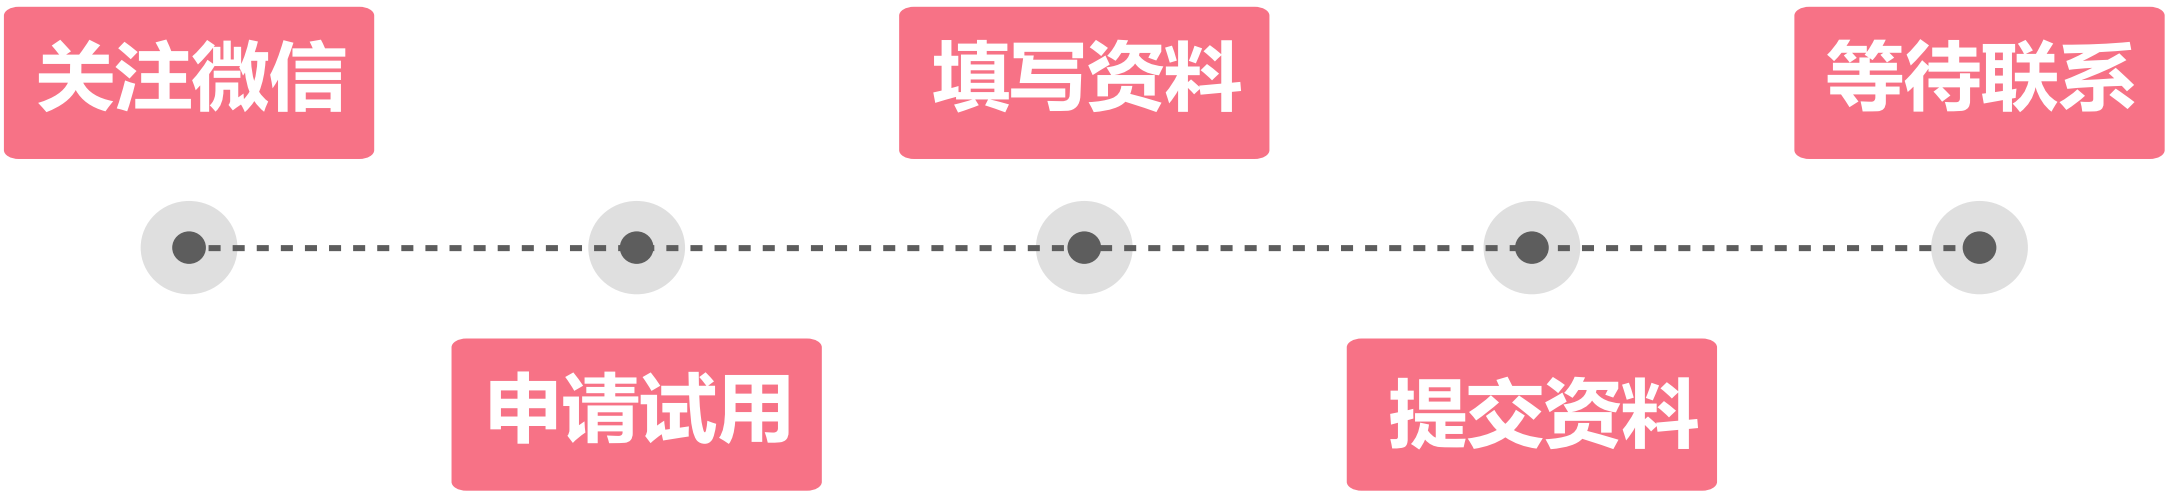 关注微信
申请试用
填写资料
提交资料
等待联系